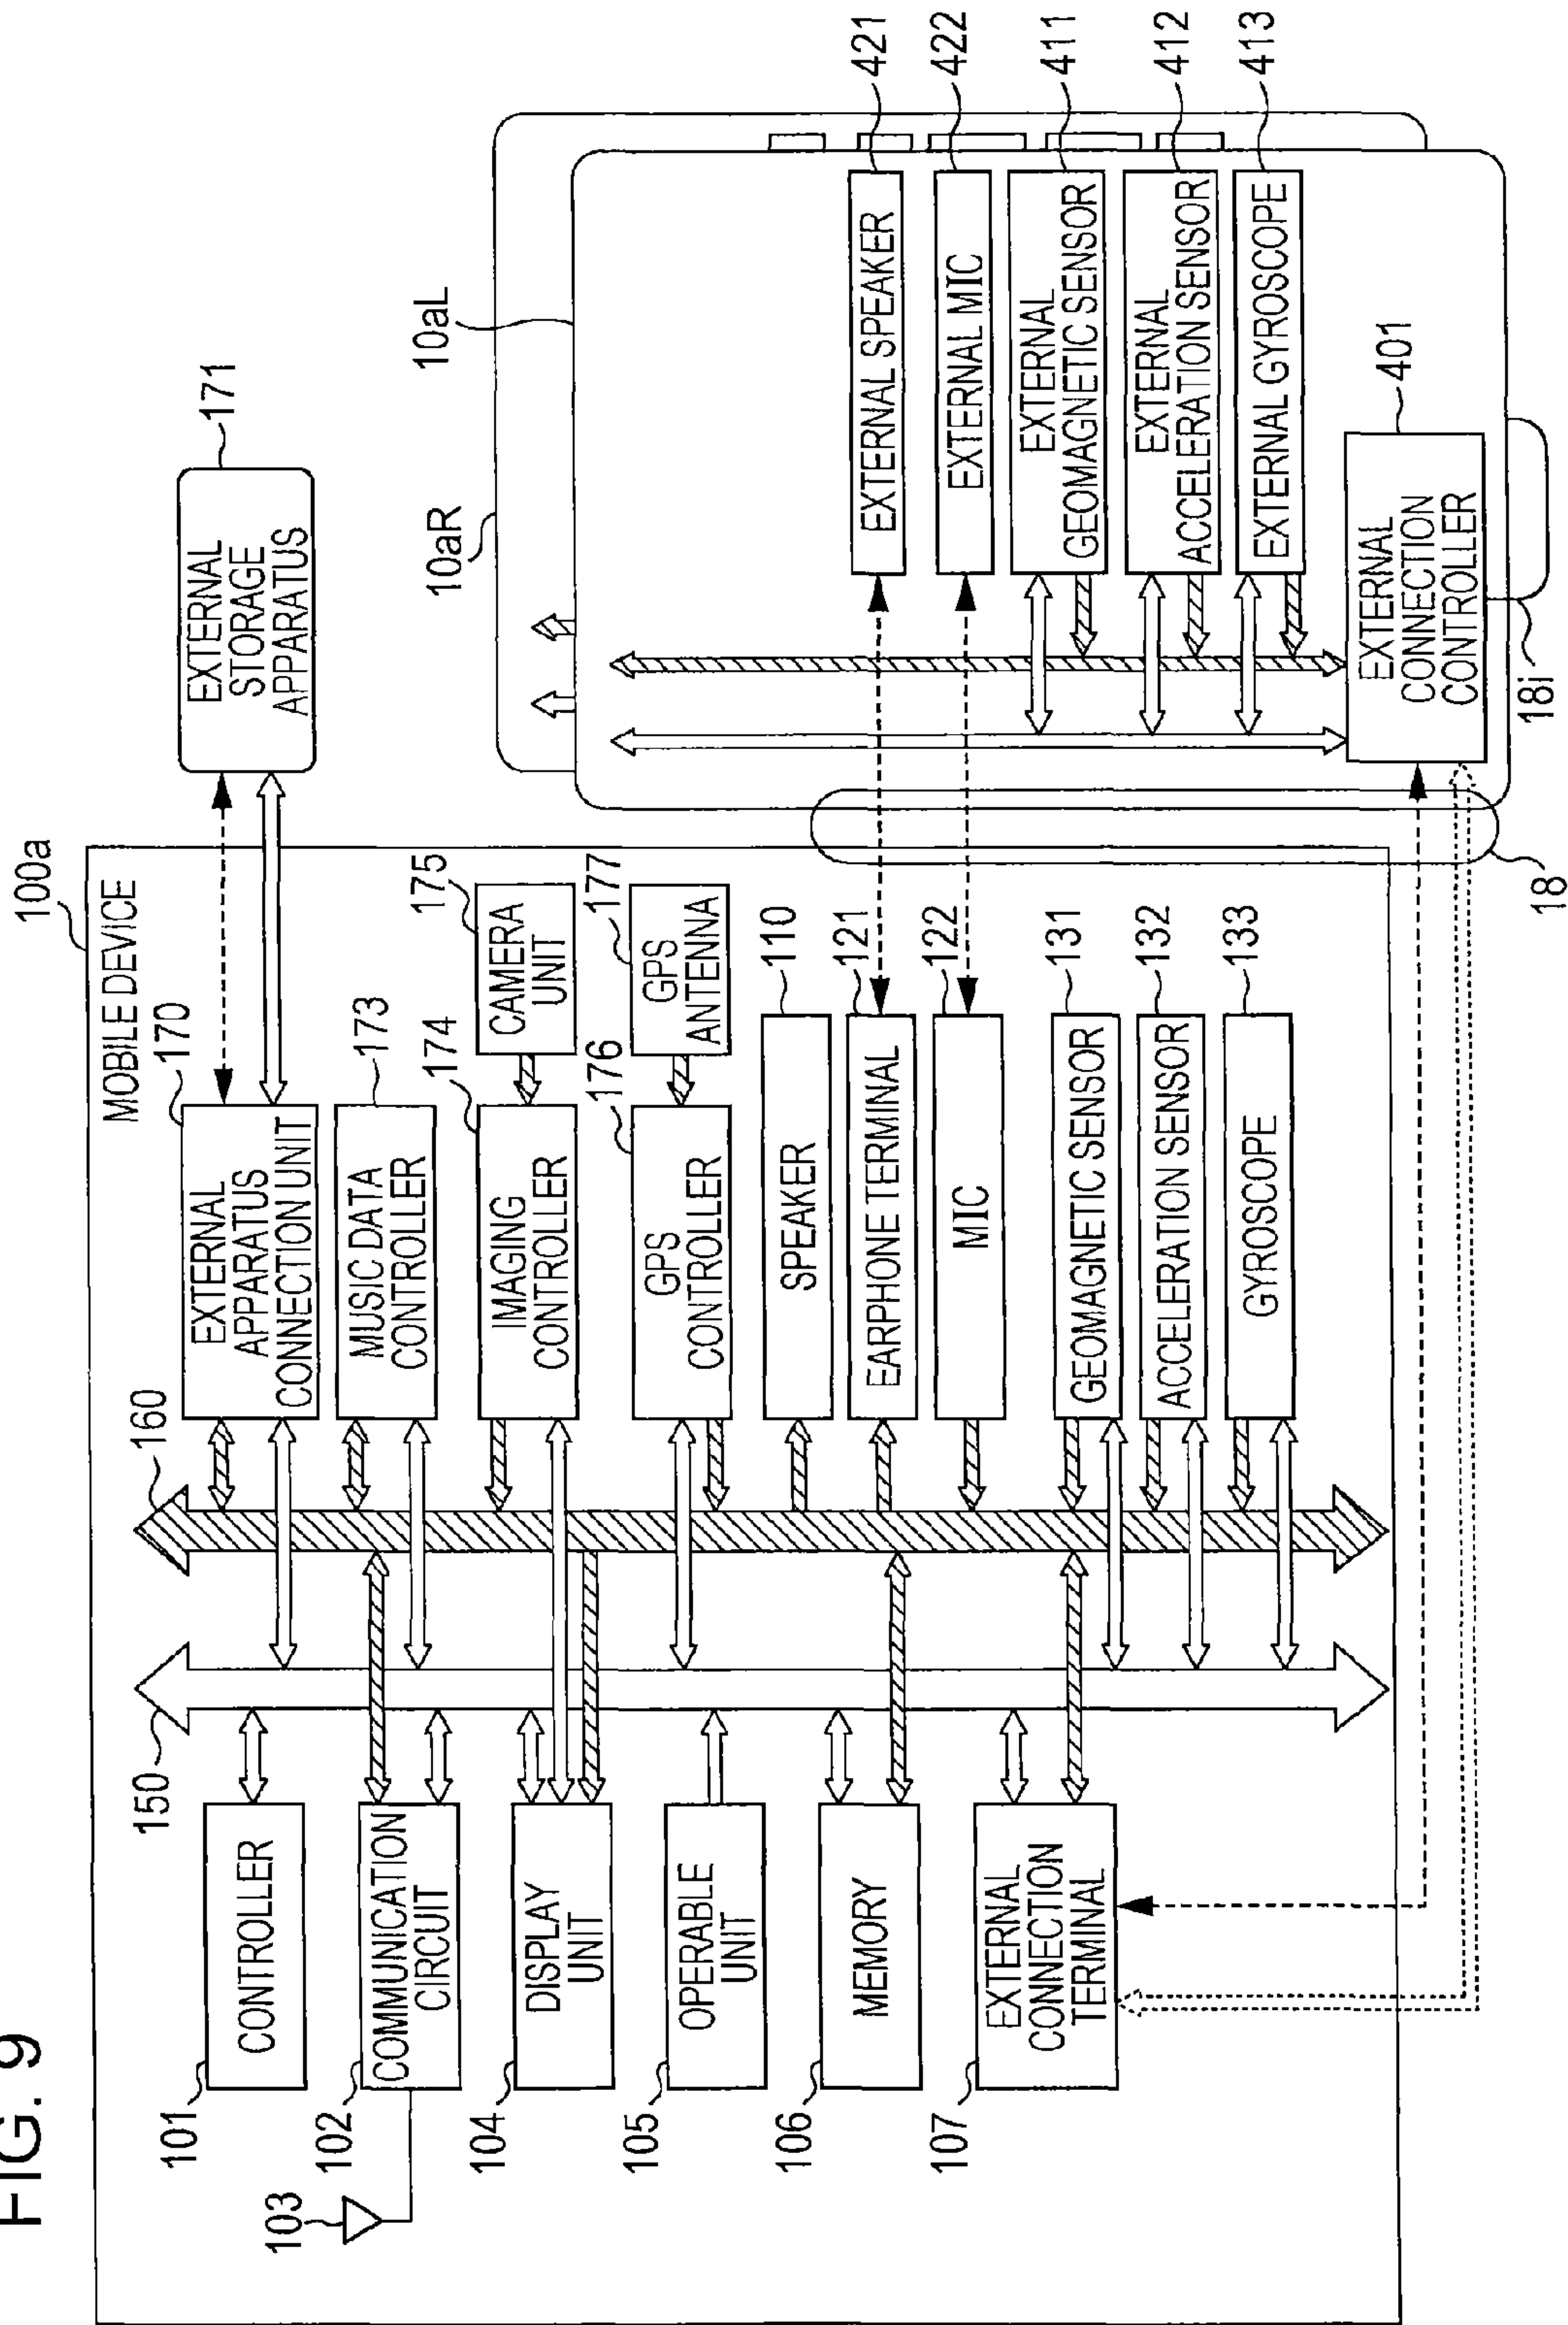 FIG. 9
100a
MOBILE DEVICE
101
CONTROLLER
103
102
COMMUNICATION
CIRCUIT
104
DISPLAY
UNIT
105
OPERABLE
UNIT
106
MEMORY
107
EXTERNAL
CONNECTION
TERMINAL
150
160
170
EXTERNAL
APPARATUS
CONNECTION UNIT
173
MUSIC DATA
CONTROLLER
174
IMAGING
CONTROLLER
175
CAMERA
UNIT
176
GPS
CONTROLLER
177
GPS
ANTENNA
110
SPEAKER
121
EARPHONE TERMINAL
122
MIC
131
GEOMAGNETIC SENSOR
132
ACCELERATION SENSOR
133
GYROSCOPE
171
EXTERNAL
STORAGE
APPARATUS
10aR
10aL
421
EXTERNAL SPEAKER
422
EXTERNAL MIC
411
EXTERNAL
GEOMAGNETIC SENSOR
412
EXTERNAL
ACCELERATION SENSOR
413
EXTERNAL GYROSCOPE
401
EXTERNAL
CONNECTION
CONTROLLER
18
18i